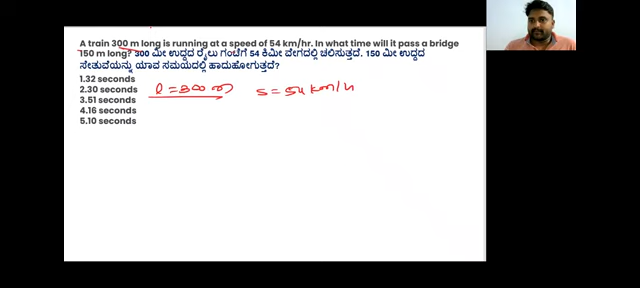 A train 300 m long is running at a speed of 54 km/hr. In what time will it pass a bridge
150 m long? 300 ಮೀ ಉದ್ದದ ರೈಲು ಗಂಟೆಗೆ 54 ಕಿಮೀ ವೇಗದಲ್ಲಿ ಚಲಿಸುತ್ತದೆ. 150 ಮೀ ಉದ್ದದ
ಸೇತುವೆಯನ್ನು ಯಾವ ಸಮಯದಲ್ಲಿ ಹಾದುಹೋಗುತ್ತದೆ?
1.32 seconds
2.30 seconds l = 300 m s = 54 km/h
3.51 seconds
4.16 seconds
5.10 seconds